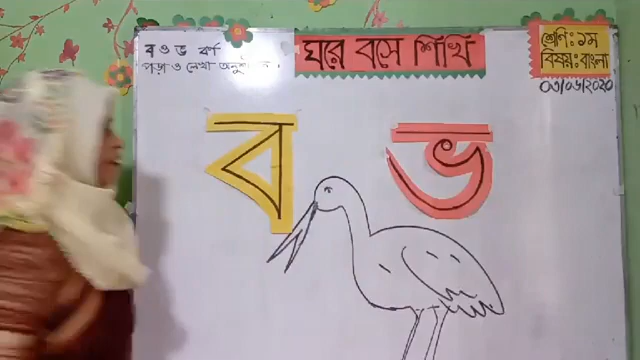 ব ও ভ বর্ণ
পড়া ও লেখা অনুশীলন।
ঘরে বসে শিখি
শ্রেণি: ১ম
বিষয়: বাংলা
০৩/০৬/২০২০
ব ভ